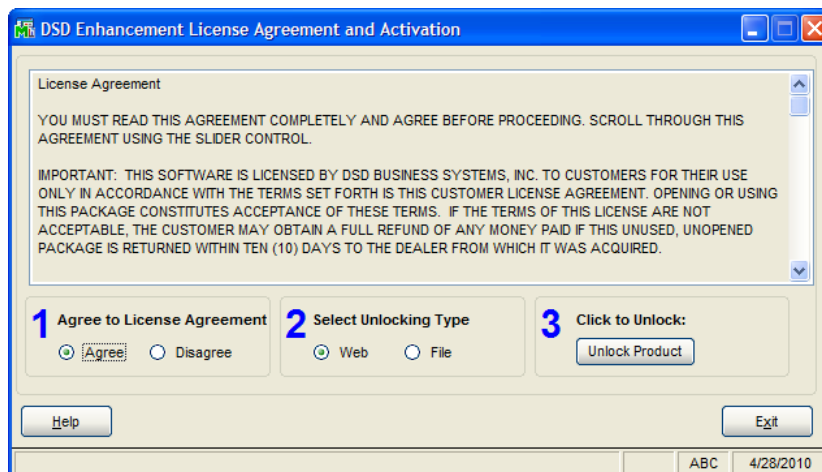 DSD Enhancement License Agreement and Activation
License Agreement
YOU MUST READ THIS AGREEMENT COMPLETELY AND AGREE BEFORE PROCEEDING. SCROLL THROUGH THIS
AGREEMENT USING THE SLIDER CONTROL.
IMPORTANT: THIS SOFTWARE IS LICENSED BY DSD BUSINESS SYSTEMS, INC. TO CUSTOMERS FOR THEIR USE
ONLY IN ACCORDANCE WITH THE TERMS SET FORTH IS THIS CUSTOMER LICENSE AGREEMENT. OPENING OR USING
THIS PACKAGE CONSTITUTES ACCEPTANCE OF THESE TERMS. IF THE TERMS OF THIS LICENSE ARE NOT
ACCEPTABLE, THE CUSTOMER MAY OBTAIN A FULL REFUND OF ANY MONEY PAID IF THIS UNUSED, UNOPENED
PACKAGE IS RETURNED WITHIN TEN (10) DAYS TO THE DEALER FROM WHICH IT WAS ACQUIRED.
1 Agree to License Agreement
Agree Disagree
2 Select Unlocking Type
Web File
3 Click to Unlock:
Unlock Product
Help
Exit
ABC 4/28/2010